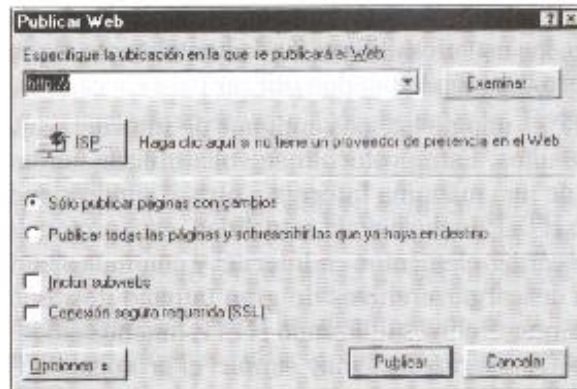 Publicar Web
Especifique la ubicación en la que se publicará el Web:
http://
Examinar
ISP
Haga clic aquí si no tiene un proveedor de presencia en el Web
Sólo publicar páginas con cambios
Publicar todas las páginas y sobrescribir las que ya haya en destino
Incluir subwebs
Conexión segura requerida (SSL)
Opciones
Publicar
Cancelar